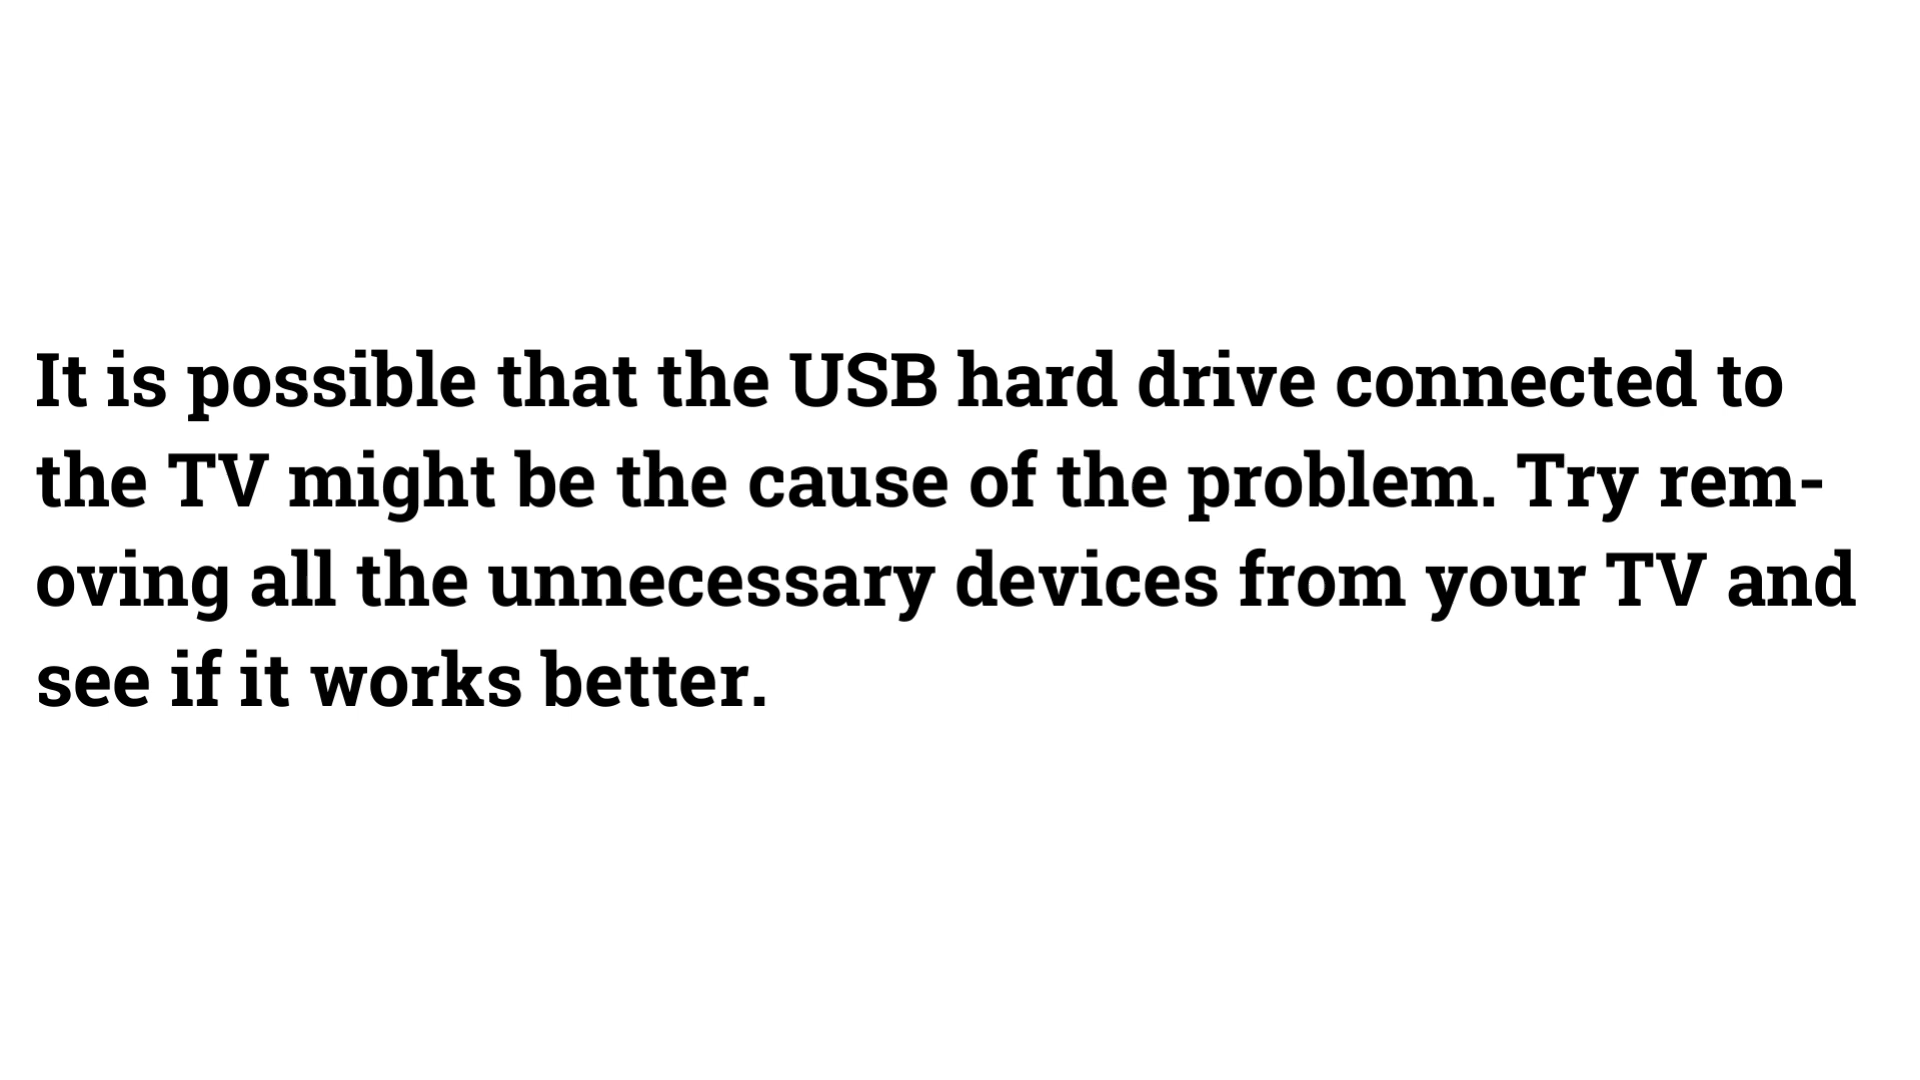 It is possible that the USB hard drive connected to
the TV might be the cause of the problem. Try rem-
oving all the unnecessary devices from your TV and
see if it works better.